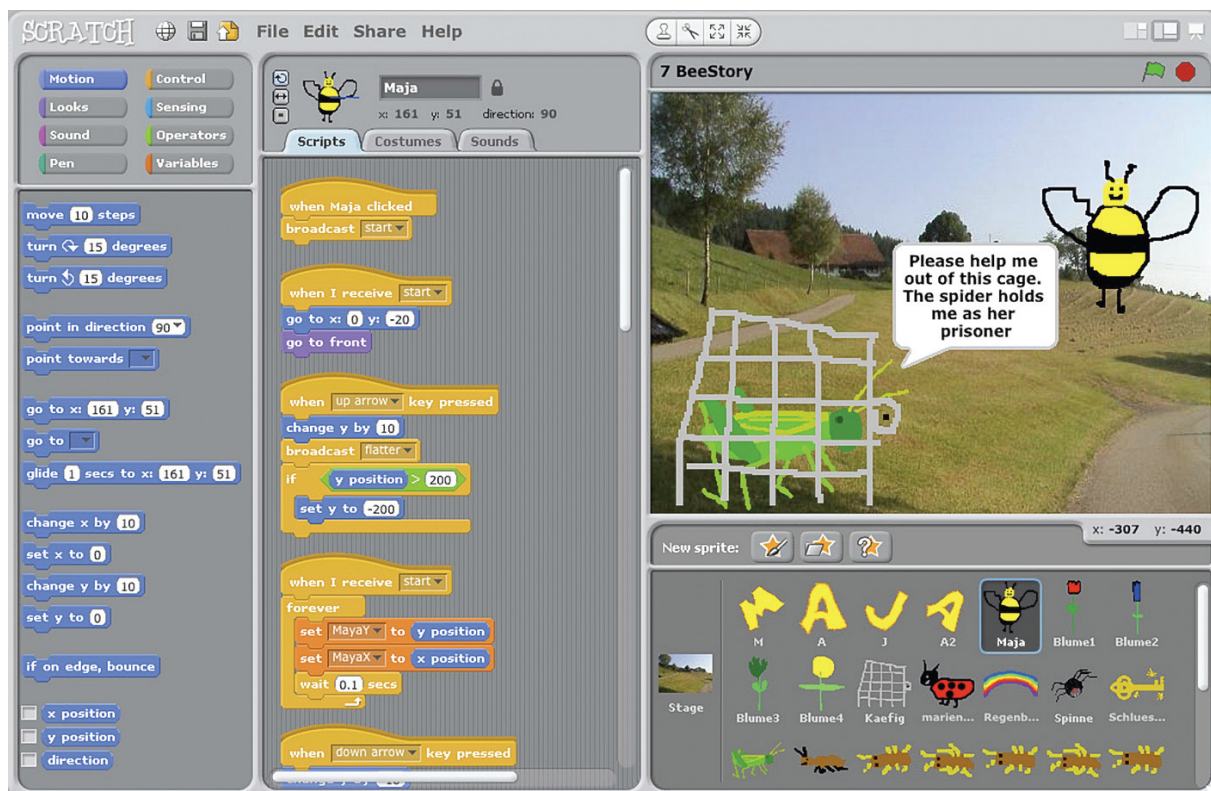 SCRATCH File Edit Share Help
Motion Control
Looks Sensing
Sound Operators
Pen Variables
move 10 steps
turn 15 degrees
turn 15 degrees
point in direction 90
point towards
go to x: 161 y: 51
go to
glide 1 secs to x: 161 y: 51
change x by 10
set x to 0
change y by 10
set y to 0
if on edge, bounce
x position
y position
direction
Maja
x: 161 y: 51 direction: 90
Scripts Costumes Sounds
when Maja clicked
broadcast start
when I receive start
go to x: 0 y: -20
go to front
when up arrow key pressed
change y by 10
broadcast flatter
if y position > 200
set y to -200
when I receive start
forever
set MayaY to y position
set MayaX to x position
wait 0.1 secs
when down arrow key pressed
change y by -10
7 BeeStory
Please help me
out of this cage.
The spider holds
me as her
prisoner
x: -307 y: -440
New sprite:
Stage
M A J A2 Maja Blume1 Blume2
Blume3 Blume4 Kaefig marien... Regenb... Spinne Schlues...